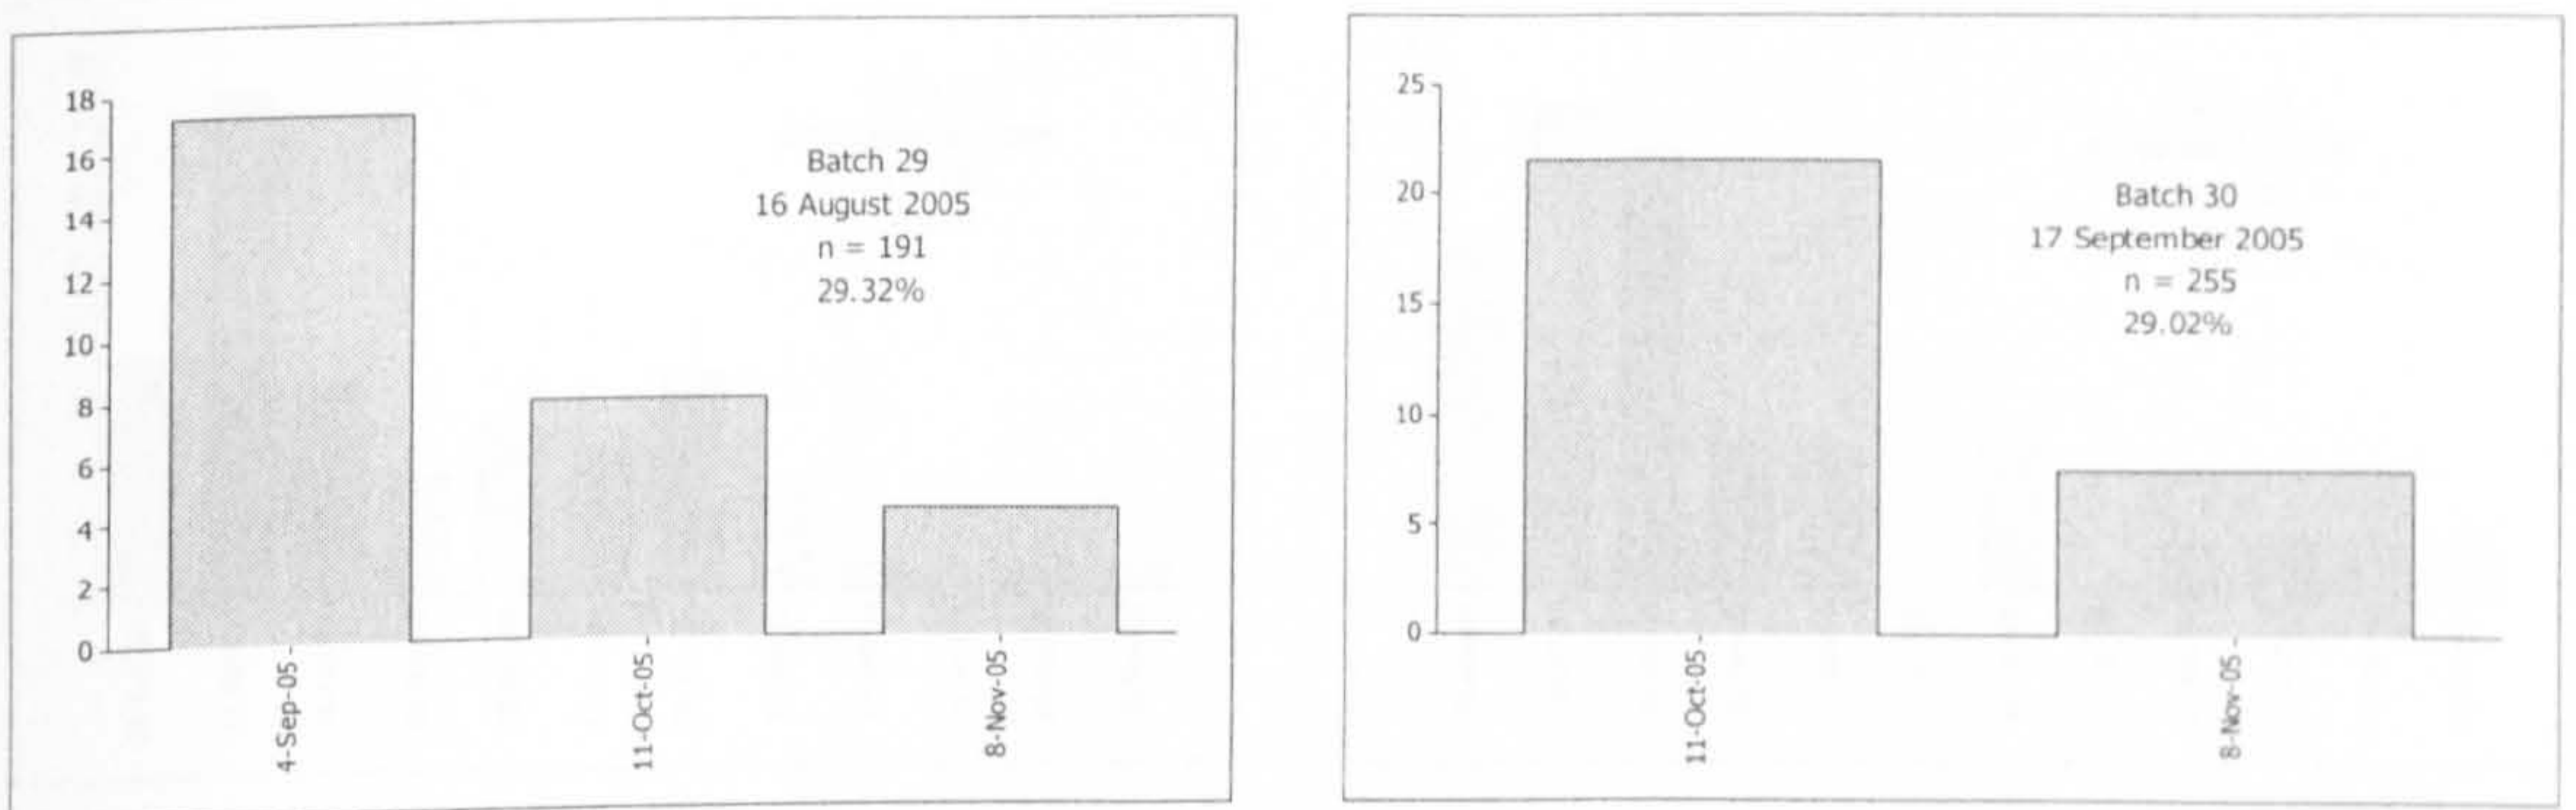 18
16
14
12
10
8
6
4
2
0
Batch 29
16 August 2005
n = 191
29.32%
4-Sep-05
11-Oct-05
8-Nov-05
25
20
15
10
5
0
Batch 30
17 September 2005
n = 255
29.02%
11-Oct-05
8-Nov-05